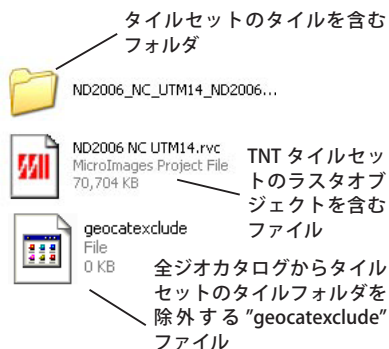 タイルセットのタイルを含む
フォルダ
ND2006_NC_UTM14_ND2006...
ND2006 NC UTM14.rvc
MicroImages Project File
70,704 KB
TNT タイルセッ
トのラスタオブ
ジェクトを含む
ファイル
geocatexclude
File
0 KB
全ジオカタログからタイル
セットのタイルフォルダを
除外する "geocatexclude"
ファイル